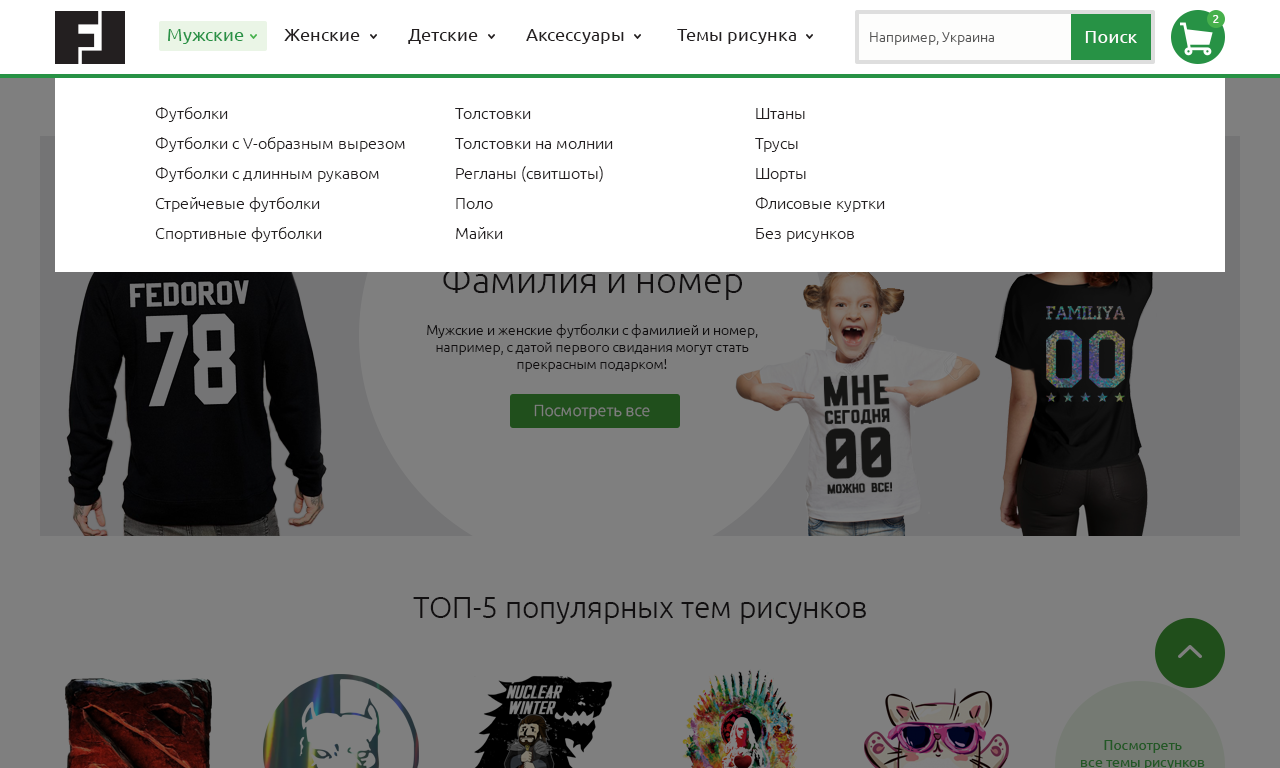 Мужские
Женские
Детские
Аксессуары
Темы рисунка
Например, Украина
Поиск
2
Футболки
Футболки с V-образным вырезом
Футболки с длинным рукавом
Стрейчевые футболки
Спортивные футболки
Толстовки
Толстовки на молнии
Регланы (свитшоты)
Поло
Майки
Штаны
Трусы
Шорты
Флисовые куртки
Без рисунков
FEDOROV
78
Фамилия и номер
Мужские и женские футболки с фамилией и номер,
например, с датой первого свидания могут стать
прекрасным подарком!
Посмотреть все
МНЕ
СЕГОДНЯ
00
МОЖНО ВСЕ!
FAMILIYA
00
ТОП-5 популярных тем рисунков
NUCLEAR
WINTER
Посмотреть
все темы рисунков